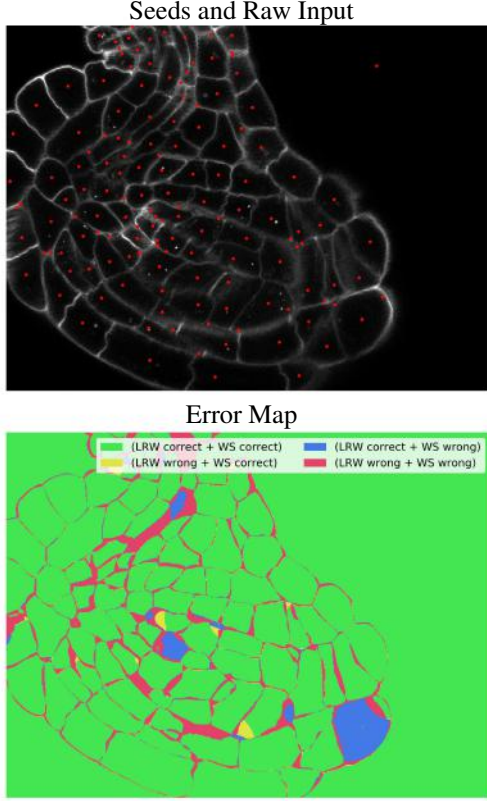 Seeds and Raw Input
Error Map
(LRW correct + WS correct) (LRW correct + WS wrong)
(LRW wrong + WS correct) (LRW wrong + WS wrong)